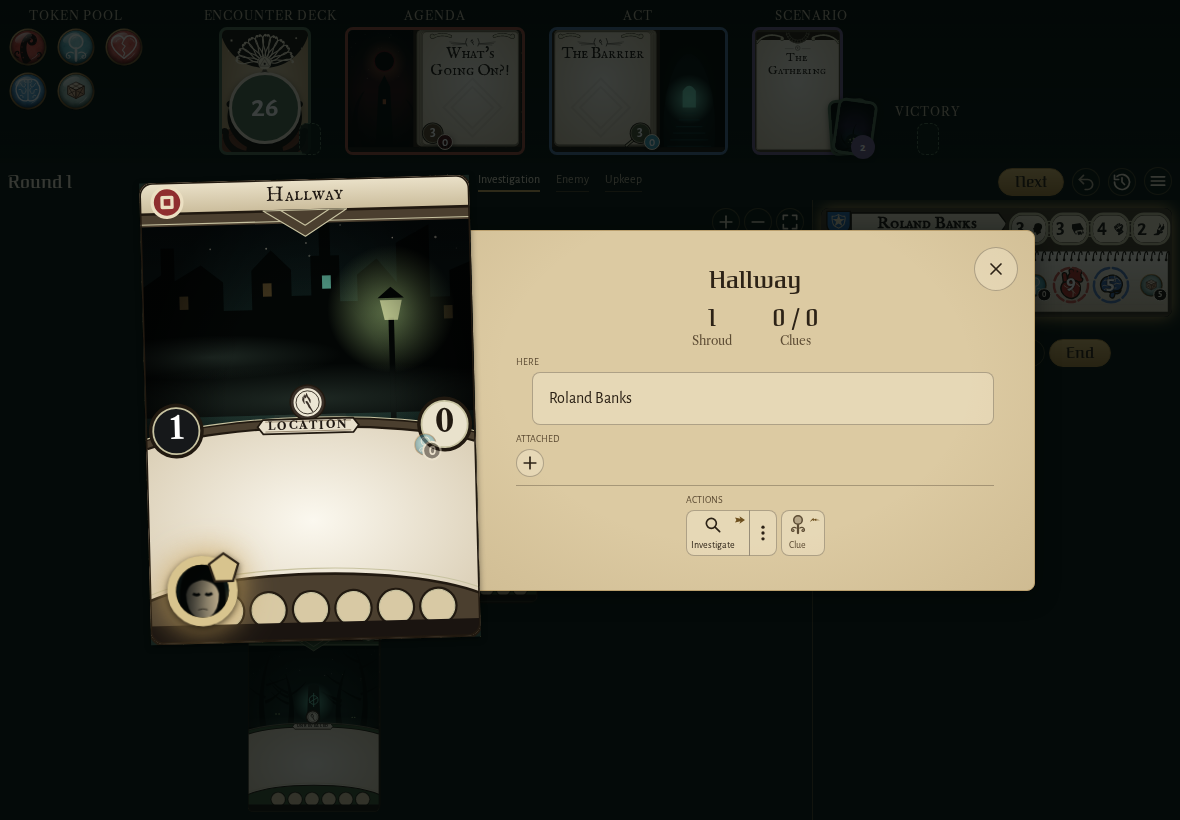 TOKEN POOL
ENCOUNTER DECK
AGENDA
ACT
SCENARIO
26
What's
Going On?!
3
0
The Barrier
3
0
The
Gathering
2
VICTORY
Round 1
Investigation
Enemy
Upkeep
Next
Roland Banks
3
3
4
2
9
5
End
Hallway
1
LOCATION
0
0
Hallway
1
0 / 0
Shroud
Clues
HERE
Roland Banks
ATTACHED
ACTIONS
Investigate
Clue